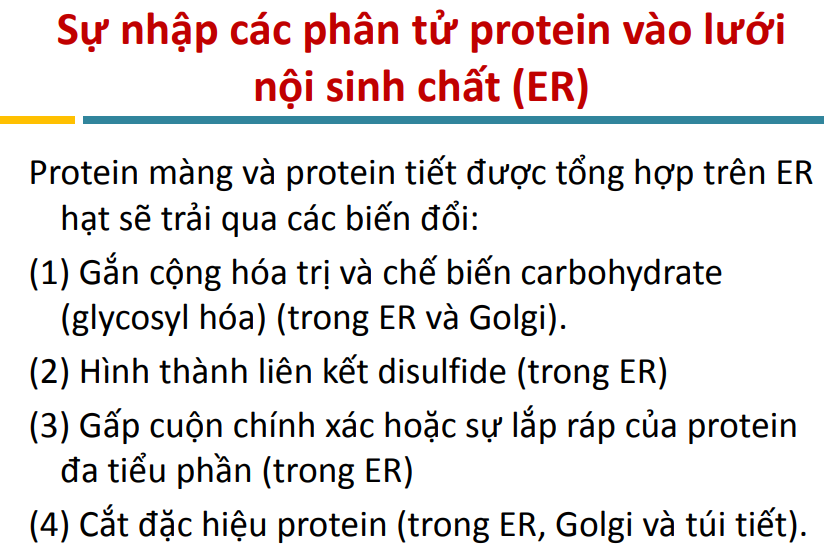 Sự nhập các phân tử protein vào lưới
nội sinh chất (ER)
Protein màng và protein tiết được tổng hợp trên ER
hạt sẽ trải qua các biến đổi:
(1) Gắn cộng hóa trị và chế biến carbohydrate
(glycosyl hóa) (trong ER và Golgi).
(2) Hình thành liên kết disulfide (trong ER)
(3) Gấp cuộn chính xác hoặc sự lắp ráp của protein
đa tiểu phần (trong ER)
(4) Cắt đặc hiệu protein (trong ER, Golgi và túi tiết).